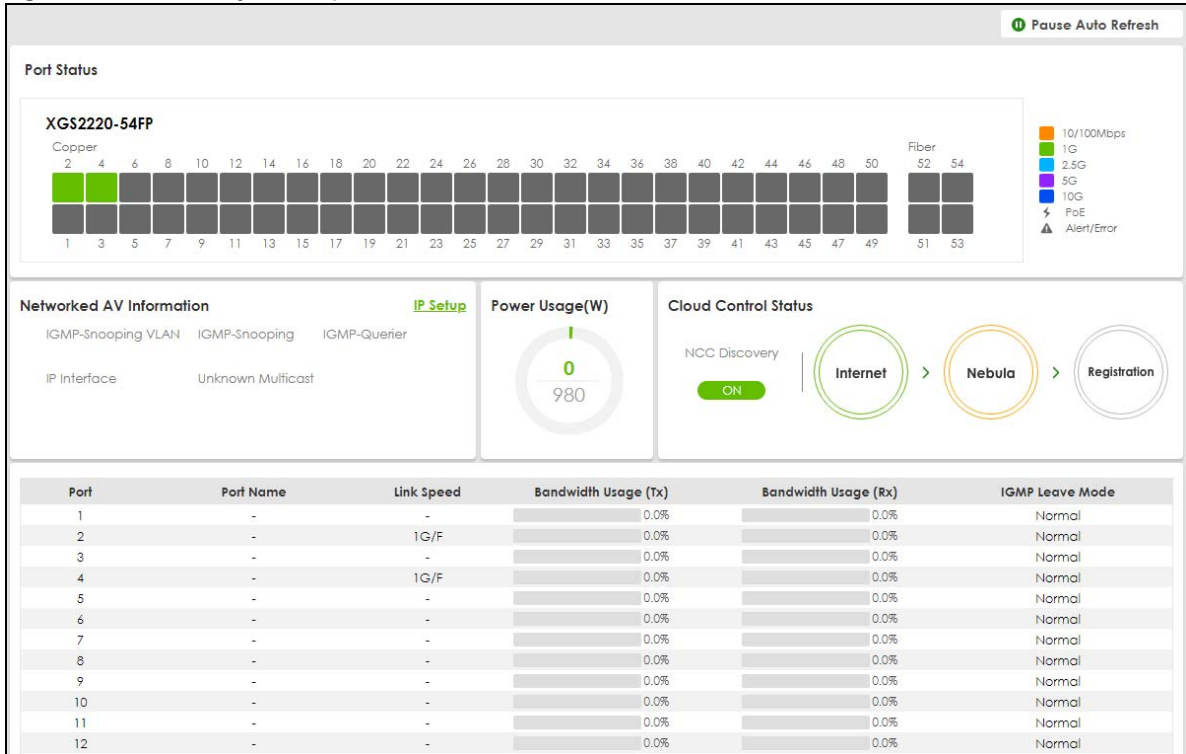 Pause Auto Refresh
Port Status
XGS2220-54FP
Copper
Fiber
2 4 6 8 10 12 14 16 18 20 22 24 26 28 30 32 34 36 38 40 42 44 46 48 50 52 54
1 3 5 7 9 11 13 15 17 19 21 23 25 27 29 31 33 35 37 39 41 43 45 47 49 51 53
10/100Mbps
1G
2.5G
5G
10G
PoE
Alert/Error
Networked AV Information IP Setup
IGMP-Snooping VLAN IGMP-Snooping IGMP-Querier
IP Interface Unknown Multicast
Power Usage(W)
0
980
Cloud Control Status
NCC Discovery
ON
Internet > Nebula > Registration
Port Port Name Link Speed Bandwidth Usage (Tx) Bandwidth Usage (Rx) IGMP Leave Mode
1 - - 0.0% 0.0% Normal
2 - 1G/F 0.0% 0.0% Normal
3 - - 0.0% 0.0% Normal
4 - 1G/F 0.0% 0.0% Normal
5 - - 0.0% 0.0% Normal
6 - - 0.0% 0.0% Normal
7 - - 0.0% 0.0% Normal
8 - - 0.0% 0.0% Normal
9 - - 0.0% 0.0% Normal
10 - - 0.0% 0.0% Normal
11 - - 0.0% 0.0% Normal
12 - - 0.0% 0.0% Normal